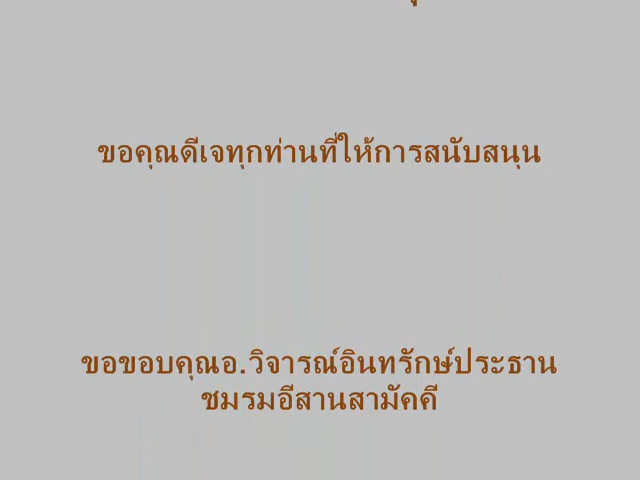 ขอคุณดีเจทุกท่านที่ให้การสนับสนุน
ขอขอบคุณอ.วิจารณ์อินทรักษ์ประธาน
ชมรมอีสานสามัคคี